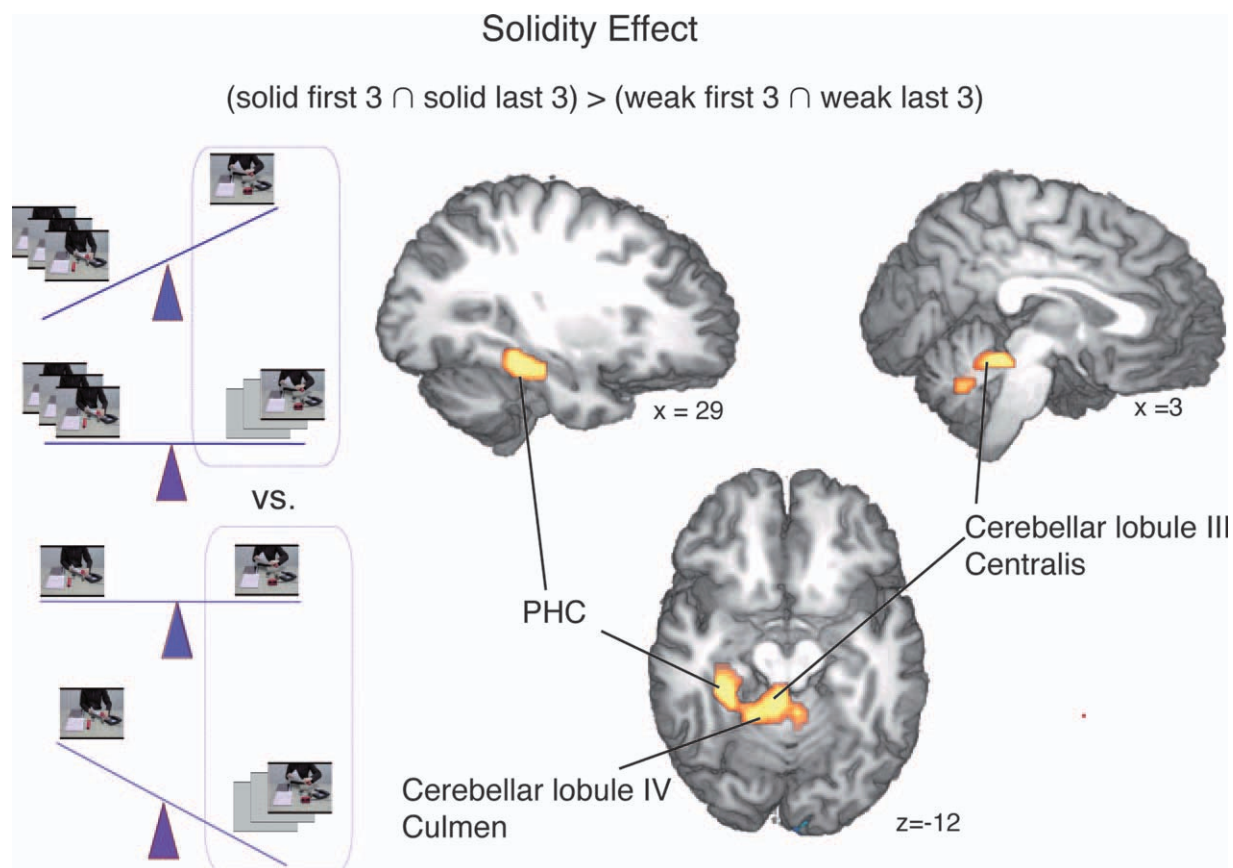 Solidity Effect
(solid first 3 ∩ solid last 3) > (weak first 3 ∩ weak last 3)
x = 29
x =3
vs.
Cerebellar lobule III
Centralis
PHC
Cerebellar lobule IV
Culmen
z=-12